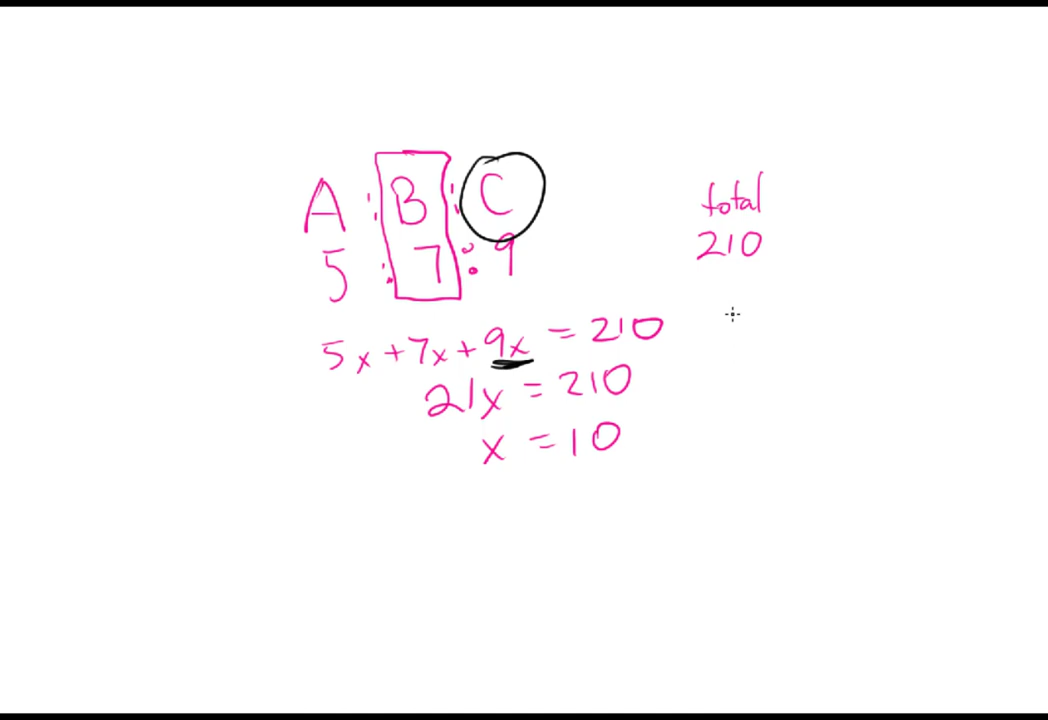 A : B : C
total
5 : 7 : 9
210
5x + 7x + 9x = 210
21x = 210
x = 10